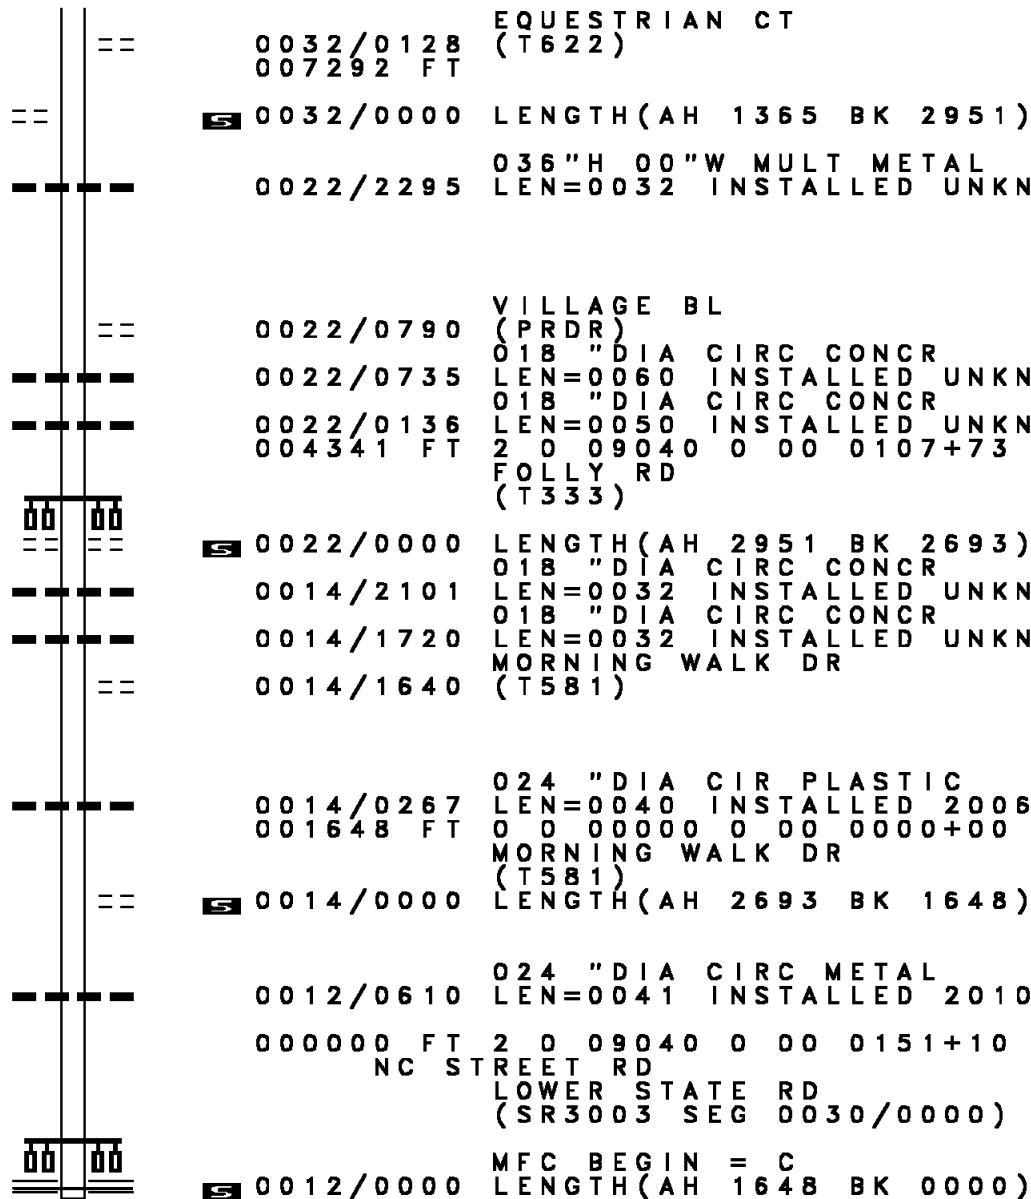 EQUESTRIAN CT
0032/0128 (T622)
007292 FT
S 0032/0000 LENGTH(AH 1365 BK 2951)
036"H 00"W MULT METAL
0022/2295 LEN=0032 INSTALLED UNKN
VILLAGE BL
0022/0790 (PRDR)
018 "DIA CIRC CONCR
0022/0735 LEN=0060 INSTALLED UNKN
018 "DIA CIRC CONCR
0022/0136 LEN=0050 INSTALLED UNKN
004341 FT 2 0 09040 0 00 0107+73
FOLLY RD
(T333)
S 0022/0000 LENGTH(AH 2951 BK 2693)
018 "DIA CIRC CONCR
0014/2101 LEN=0032 INSTALLED UNKN
018 "DIA CIRC CONCR
0014/1720 LEN=0032 INSTALLED UNKN
MORNING WALK DR
0014/1640 (T581)
024 "DIA CIR PLASTIC
0014/0267 LEN=0040 INSTALLED 2006
001648 FT 0 0 00000 0 00 0000+00
MORNING WALK DR
(T581)
S 0014/0000 LENGTH(AH 2693 BK 1648)
024 "DIA CIRC METAL
0012/0610 LEN=0041 INSTALLED 2010
000000 FT 2 0 09040 0 00 0151+10
NC STREET RD
LOWER STATE RD
(SR3003 SEG 0030/0000)
MFC BEGIN = C
S 0012/0000 LENGTH(AH 1648 BK 0000)